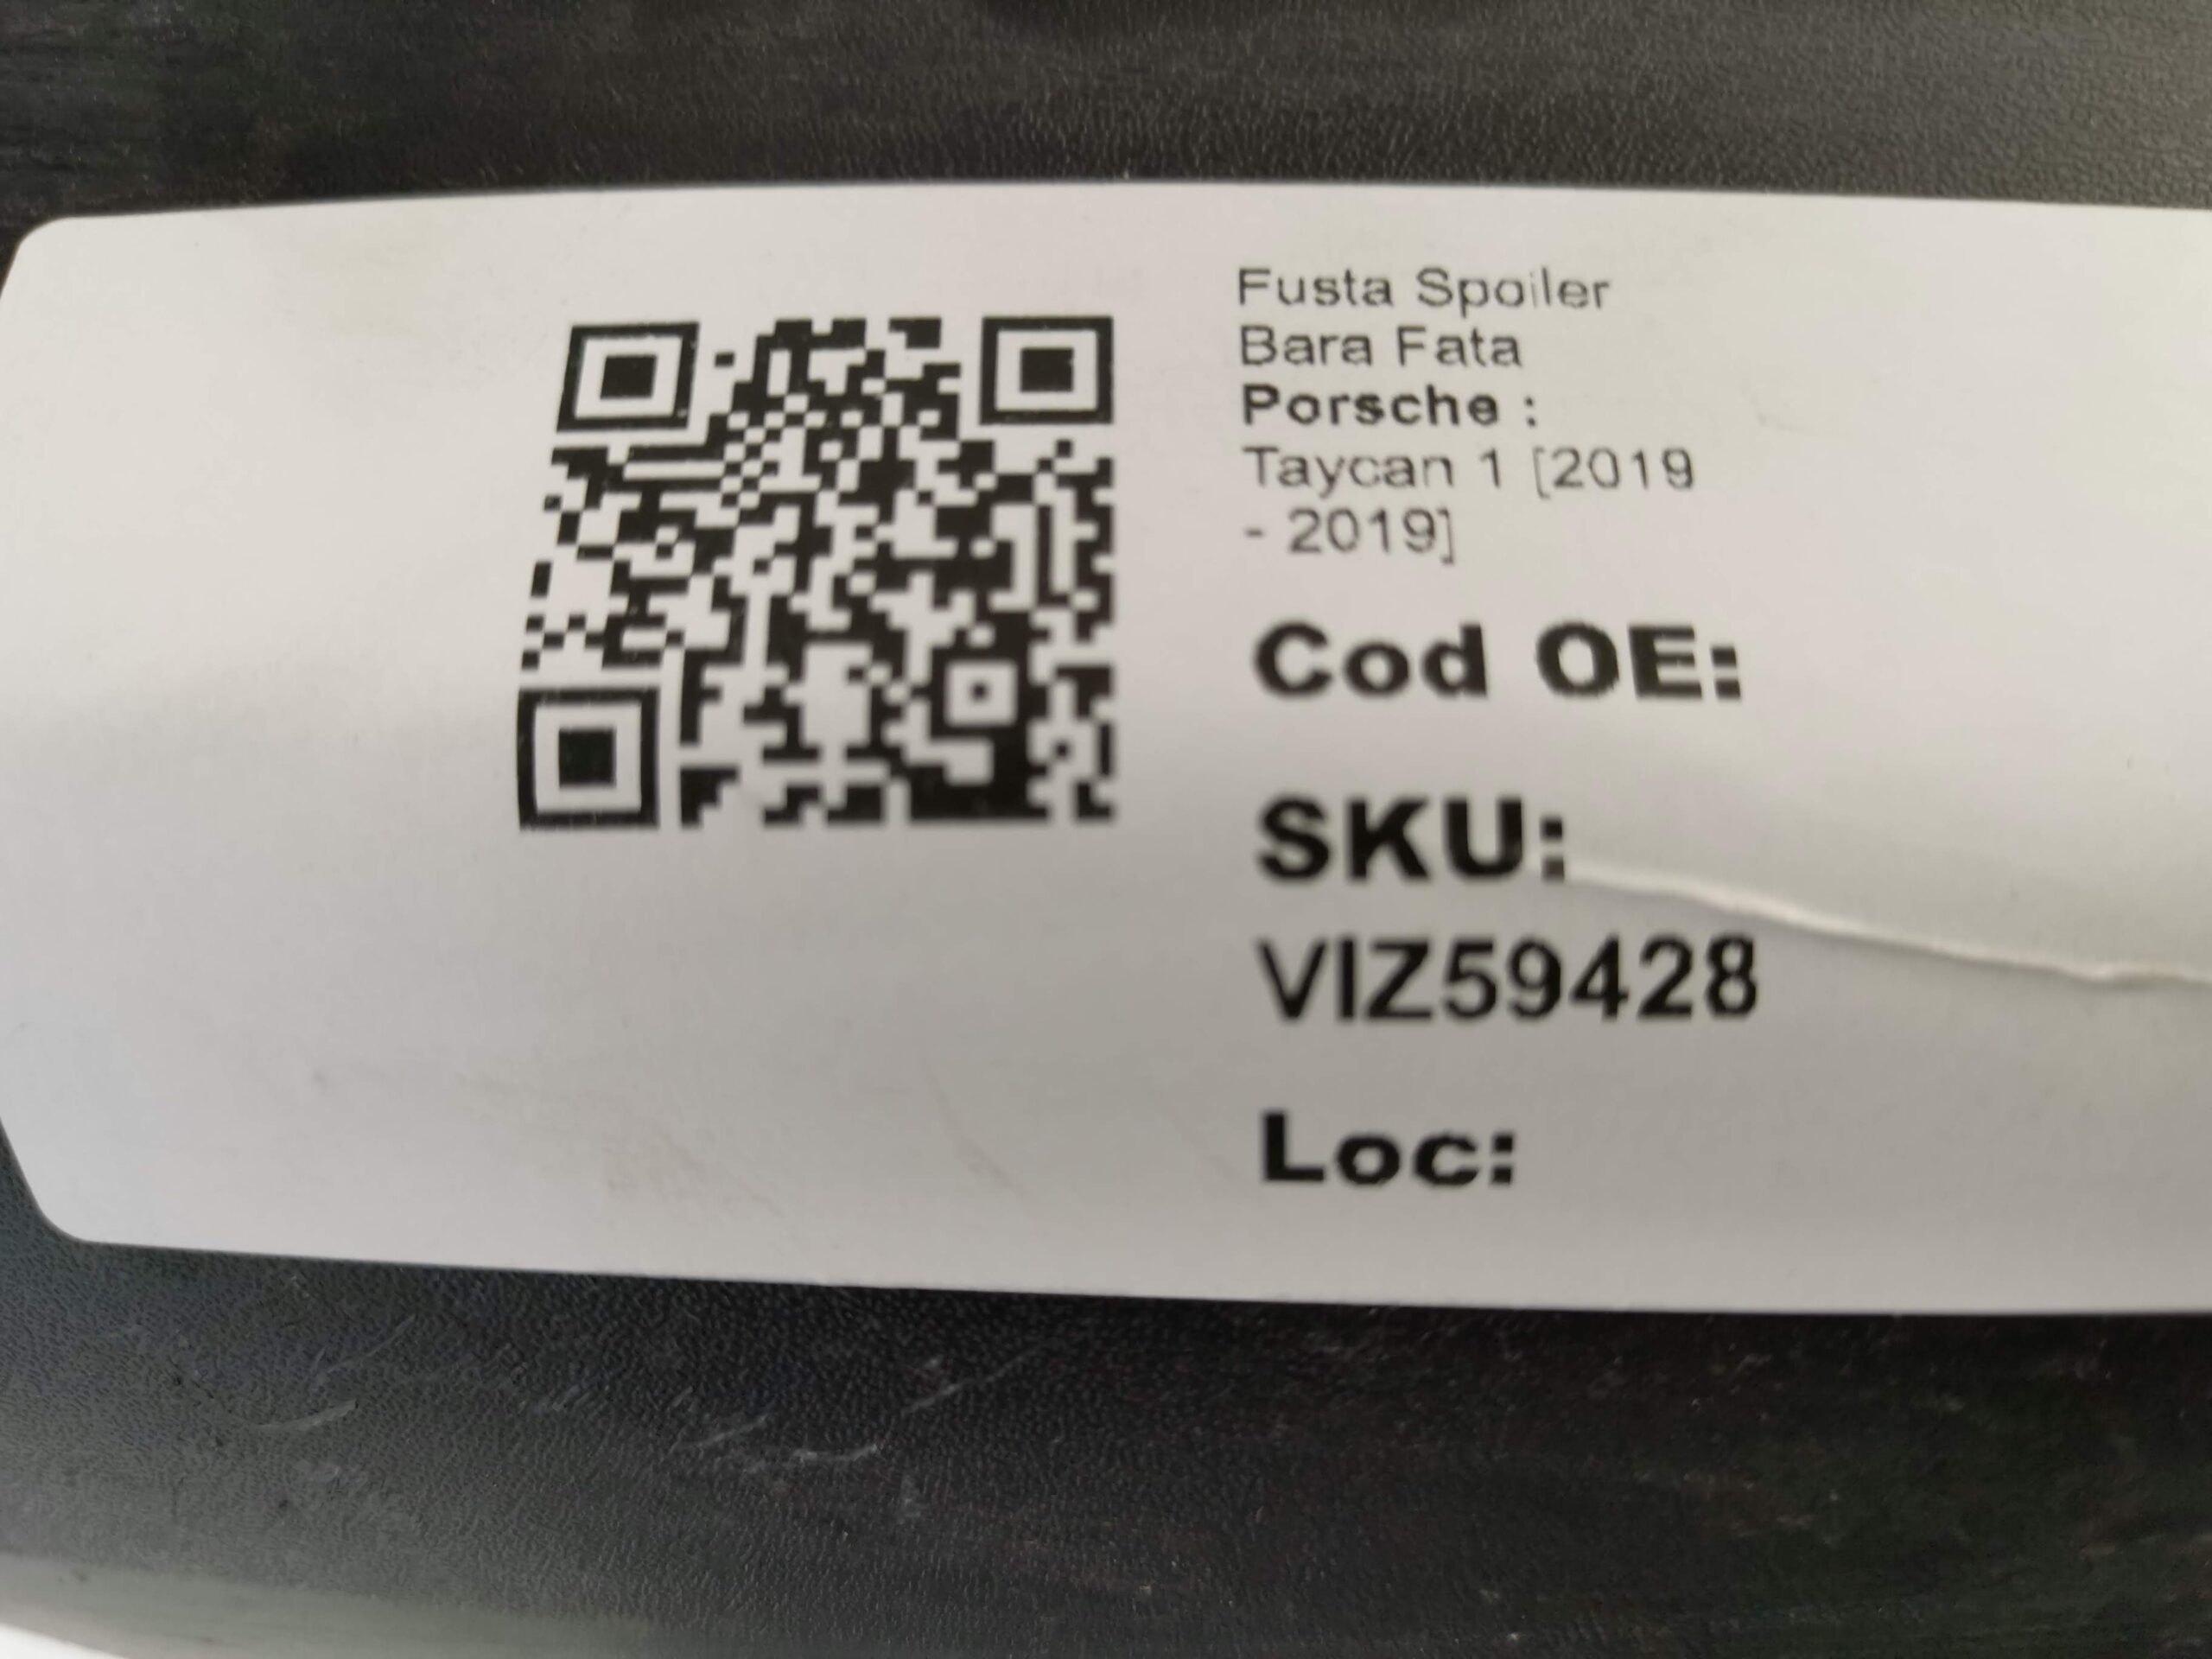 Fusta Spoiler
Bara Fata
Porsche :
Taycan 1 [2019
- 2019]
Cod OE:
SKU:
VIZ59428
Loc: